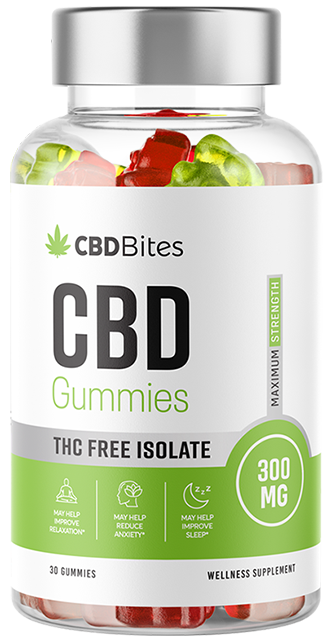 CBDBites
CBD
Gummies
MAXIMUM STRENGTH
THC FREE ISOLATE
300
MG
MAY HELP
IMPROVE
RELAXATION*
MAY HELP
REDUCE
ANXIETY*
zzz
MAY HELP
IMPROVE
SLEEP*
30 GUMMIES
WELLNESS SUPPLEMENT